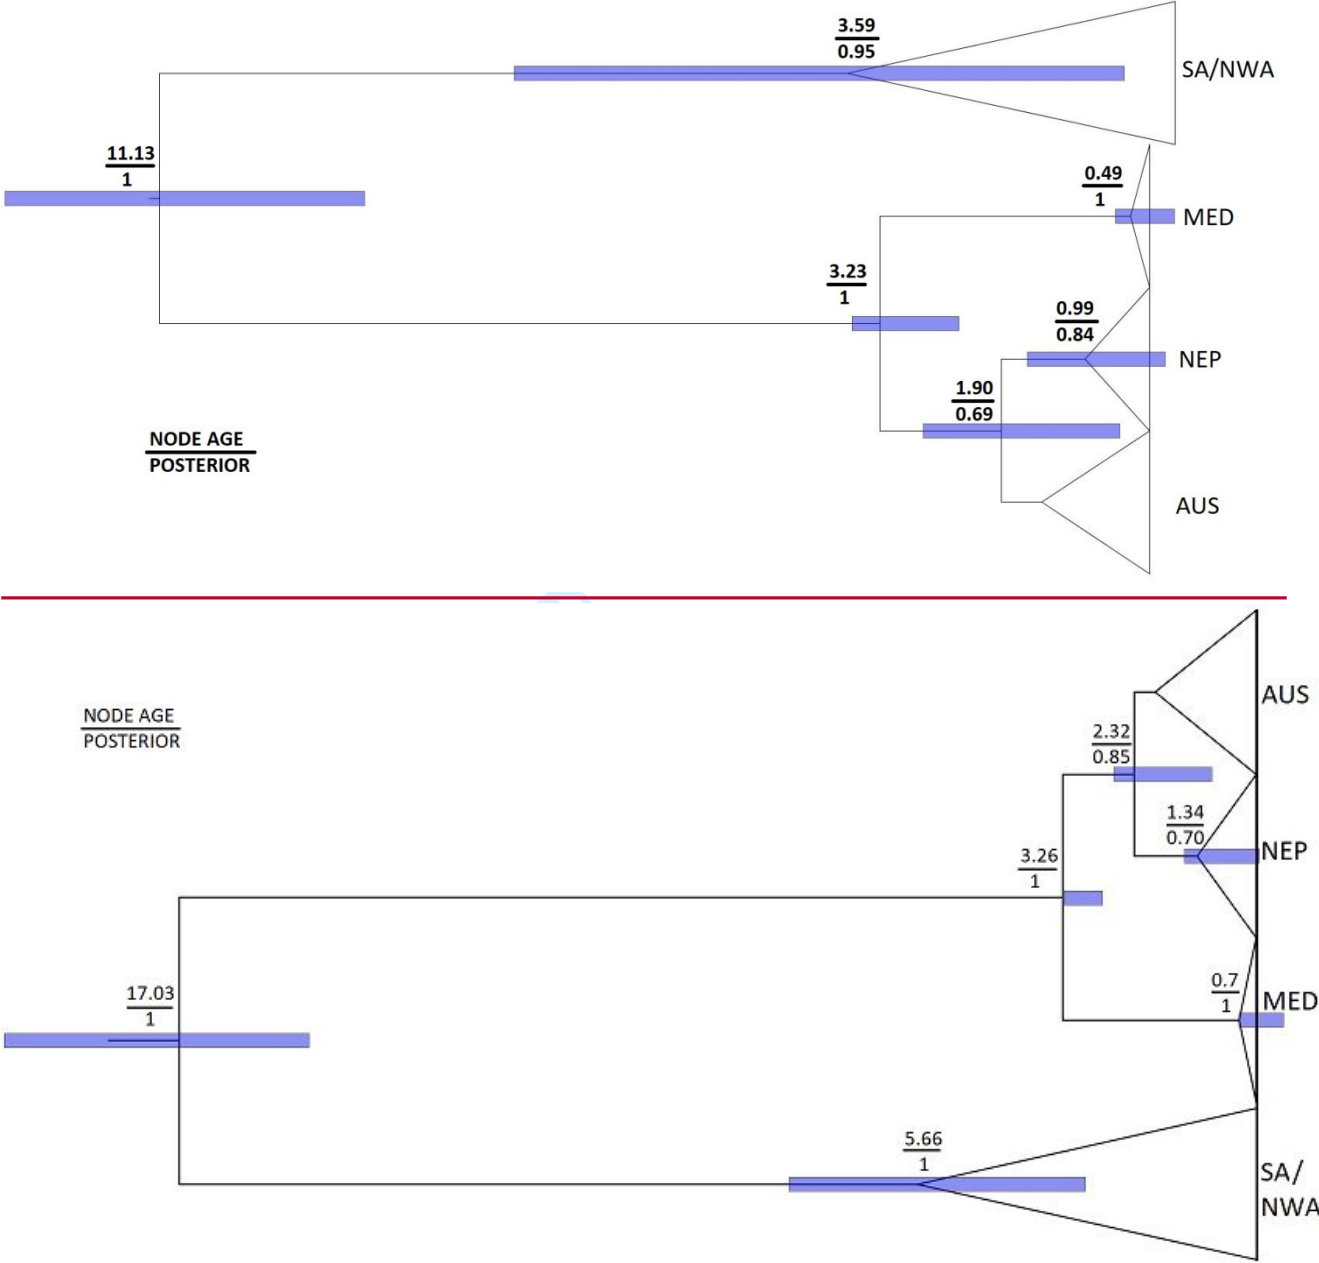 3.59
0.95
SA/NWA
11.13
1
0.49
1
MED
3.23
1
0.99
0.84
NEP
1.90
0.69
NODE AGE
POSTERIOR
AUS
AUS
NODE AGE
POSTERIOR
2.32
0.85
1.34
0.70
NEP
3.26
1
0.7
1
MED
17.03
1
5.66
1
SA/
NWA